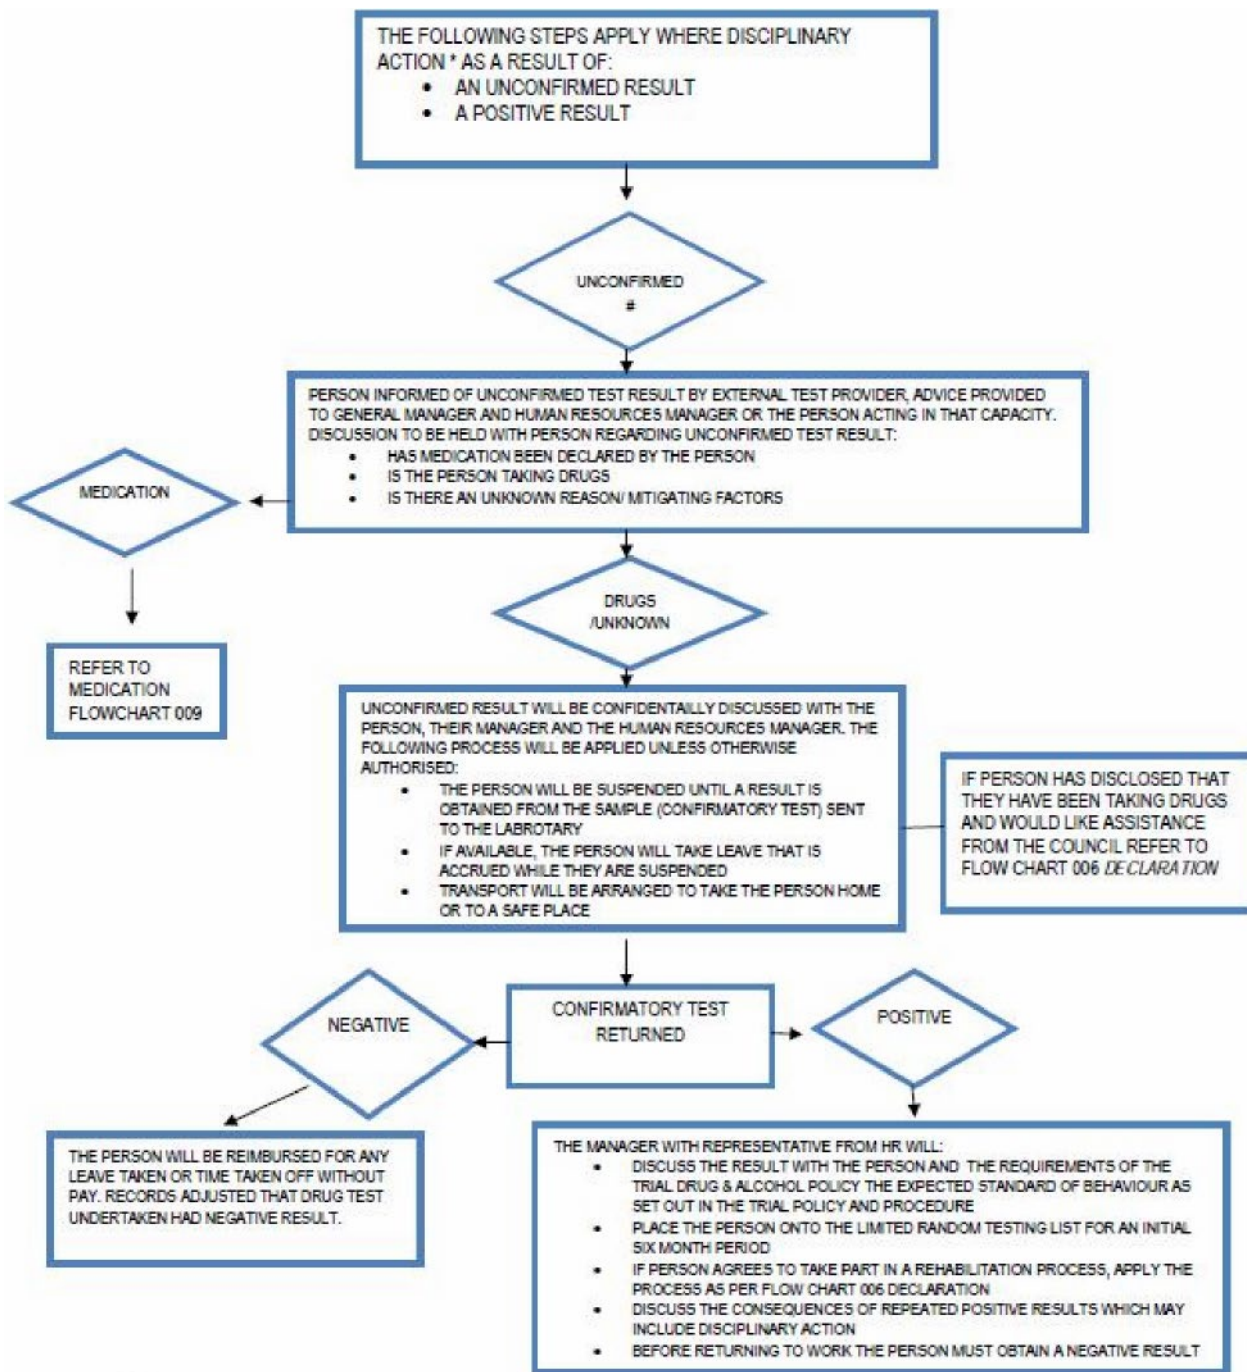 THE FOLLOWING STEPS APPLY WHERE DISCIPLINARY
ACTION * AS A RESULT OF:
• AN UNCONFIRMED RESULT
• A POSITIVE RESULT
UNCONFIRMED
#
PERSON INFORMED OF UNCONFIRMED TEST RESULT BY EXTERNAL TEST PROVIDER, ADVICE PROVIDED
TO GENERAL MANAGER AND HUMAN RESOURCES MANAGER OR THE PERSON ACTING IN THAT CAPACITY.
DISCUSSION TO BE HELD WITH PERSON REGARDING UNCONFIRMED TEST RESULT:
• HAS MEDICATION BEEN DECLARED BY THE PERSON
• IS THE PERSON TAKING DRUGS
• IS THERE AN UNKNOWN REASON/ MITIGATING FACTORS
MEDICATION
REFER TO
MEDICATION
FLOWCHART 009
DRUGS
/UNKNOWN
UNCONFIRMED RESULT WILL BE CONFIDENTAILLY DISCUSSED WITH THE
PERSON, THEIR MANAGER AND THE HUMAN RESOURCES MANAGER. THE
FOLLOWING PROCESS WILL BE APPLIED UNLESS OTHERWISE
AUTHORISED:
• THE PERSON WILL BE SUSPENDED UNTIL A RESULT IS
OBTAINED FROM THE SAMPLE (CONFIRMATORY TEST) SENT
TO THE LABROTARY
• IF AVAILABLE, THE PERSON WILL TAKE LEAVE THAT IS
ACCRUED WHILE THEY ARE SUSPENDED
• TRANSPORT WILL BE ARRANGED TO TAKE THE PERSON HOME
OR TO A SAFE PLACE
IF PERSON HAS DISCLOSED THAT
THEY HAVE BEEN TAKING DRUGS
AND WOULD LIKE ASSISTANCE
FROM THE COUNCIL REFER TO
FLOW CHART 006 DECLARATION
CONFIRMATORY TEST
RETURNED
NEGATIVE
POSITIVE
THE PERSON WILL BE REIMBURSED FOR ANY
LEAVE TAKEN OR TIME TAKEN OFF WITHOUT
PAY. RECORDS ADJUSTED THAT DRUG TEST
UNDERTAKEN HAD NEGATIVE RESULT.
THE MANAGER WITH REPRESENTATIVE FROM HR WILL:
• DISCUSS THE RESULT WITH THE PERSON AND THE REQUIREMENTS OF THE
TRIAL DRUG & ALCOHOL POLICY THE EXPECTED STANDARD OF BEHAVIOUR AS
SET OUT IN THE TRIAL POLICY AND PROCEDURE
• PLACE THE PERSON ONTO THE LIMITED RANDOM TESTING LIST FOR AN INITIAL
SIX MONTH PERIOD
• IF PERSON AGREES TO TAKE PART IN A REHABILITATION PROCESS, APPLY THE
PROCESS AS PER FLOW CHART 006 DECLARATION
• DISCUSS THE CONSEQUENCES OF REPEATED POSITIVE RESULTS WHICH MAY
INCLUDE DISCIPLINARY ACTION
• BEFORE RETURNING TO WORK THE PERSON MUST OBTAIN A NEGATIVE RESULT